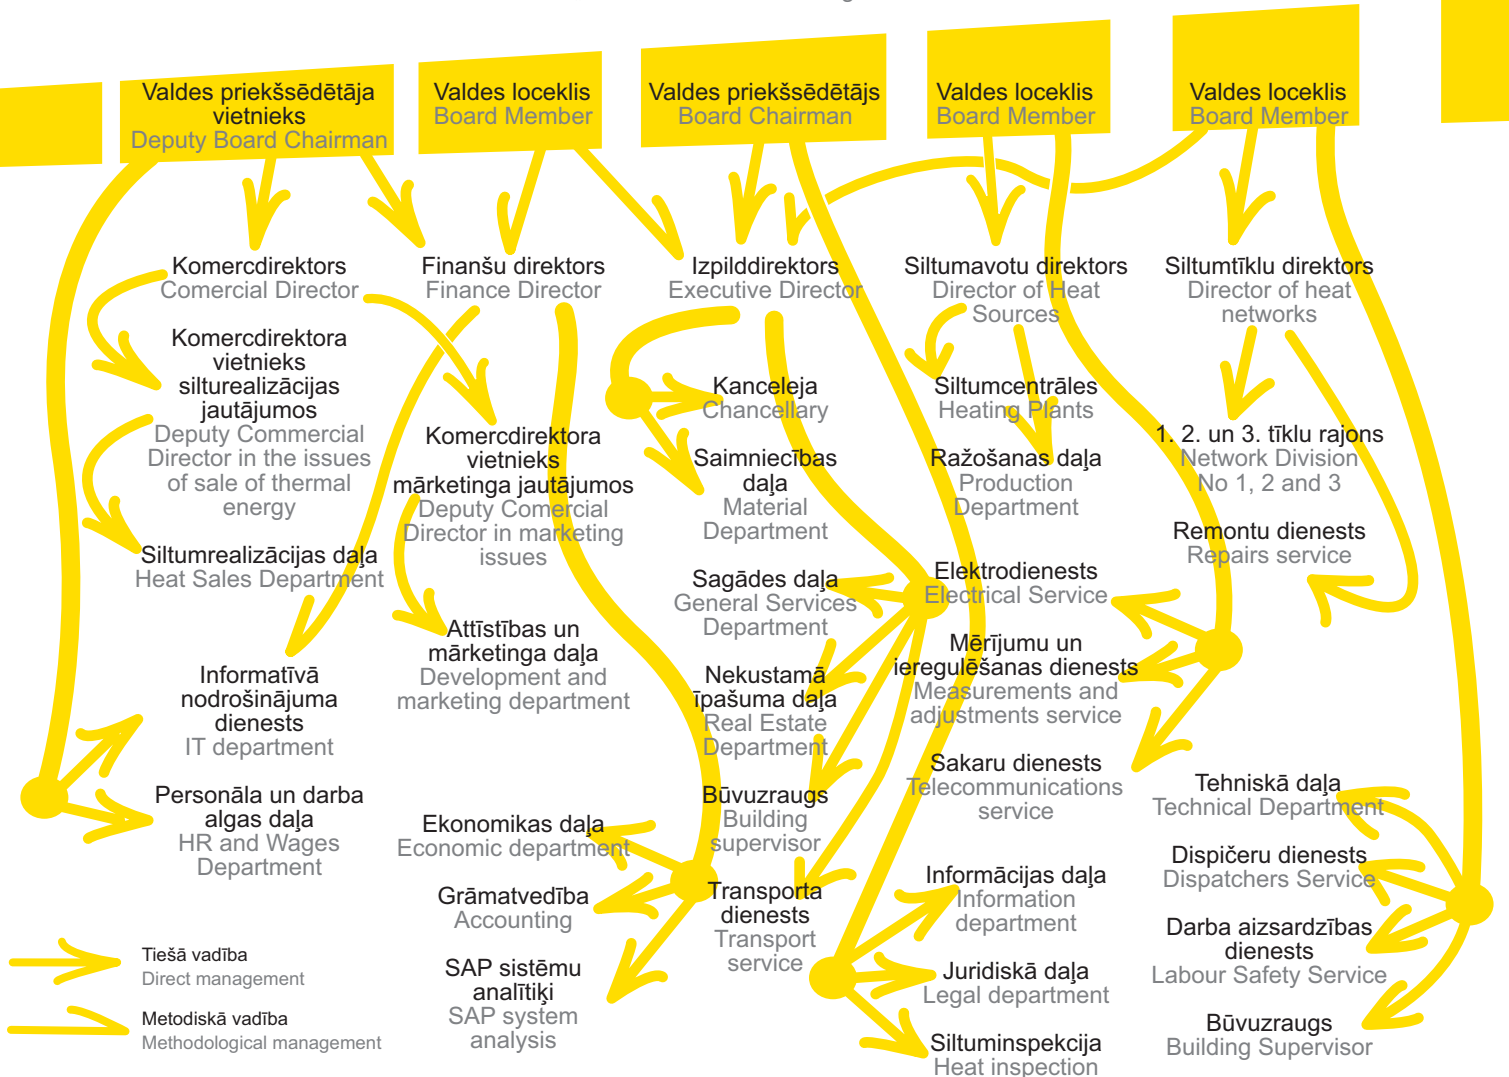 Valdes priekšsēdētāja
vietnieks
Deputy Board Chairman
Valdes loceklis
Board Member
Valdes priekšsēdētājs
Board Chairman
Valdes loceklis
Board Member
Valdes loceklis
Board Member
Komercdirektors
Comercial Director
Finanšu direktors
Finance Director
Izpilddirektors
Executive Director
Siltumavotu direktors
Director of Heat
Sources
Siltumtīklu direktors
Director of heat
networks
Komercdirektora
vietnieks
silturealizācijas
jautājumos
Deputy Commercial
Director in the issues
of sale of thermal
energy
Siltumrealizācijas daļa
Heat Sales Department
Informatīvā
nodrošinājuma
dienests
IT department
Personāla un darba
algas daļa
HR and Wages
Department
Komercdirektora
vietnieks
mārketinga jautājumos
Deputy Comercial
Director in marketing
issues
Attīstības un
mārketinga daļa
Development and
marketing department
Ekonomikas daļa
Economic department
Grāmatvedība
Accounting
SAP sistēmu
analītiķi
SAP system
analysis
Kanceleja
Chancellary
Saimniecības
daļa
Material
Department
Sagādes daļa
General Services
Department
Nekustamā
īpašuma daļa
Real Estate
Department
Būvuzraugs
Building
supervisor
Transporta
dienests
Transport
service
Siltumcentrāles
Heating Plants
Ražošanas daļa
Production
Department
Elektrodienests
Electrical Service
Mērījumu un
ieregulēšanas dienests
Measurements and
adjustments service
Sakaru dienests
Telecommunications
service
Informācijas daļa
Information
department
Juridiskā daļa
Legal department
Siltuminspekcija
Heat inspection
1. 2. un 3. tīklu rajons
Network Division
No 1, 2 and 3
Remontu dienests
Repairs service
Tehniskā daļa
Technical Department
Dispičeru dienests
Dispatchers Service
Darba aizsardzības
dienests
Labour Safety Service
Būvuzraugs
Building Supervisor
Tiešā vadība
Direct management
Metodiskā vadība
Methodological management